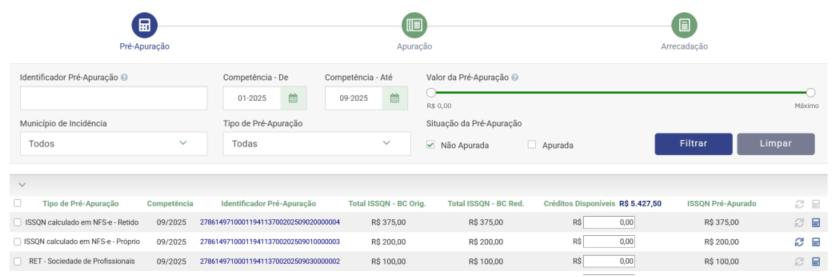 Pré-Apuração Apuração Arrecadação
Identificador Pré-Apuração Competência - De Competência - Até Valor da Pré-Apuração
01-2025 09-2025
R$ 0,00 Máximo
Município de Incidência Tipo de Pré-Apuração Situação da Pré-Apuração
Todos Todas Não Apurada Apurada Filtrar Limpar
Tipo de Pré-Apuração Competência Identificador Pré-Apuração Total ISSQN - BC Orig. Total ISSQN - BC Red. Créditos Disponíveis R$ 5.427,50 ISSQN Pré-Apurado
ISSQN calculado em NFS-e - Retido 09/2025 27861497100011941137000202509020000004 R$ 375,00 R$ 375,00 R$ 0,00 R$ 375,00
ISSQN calculado em NFS-e - Próprio 09/2025 27861497100011941137000202509010000003 R$ 200,00 R$ 200,00 R$ 0,00 R$ 200,00
RET - Sociedade de Profissionais 09/2025 27861497100011941137000202509030000002 R$ 100,00 R$ 100,00 R$ 0,00 R$ 100,00